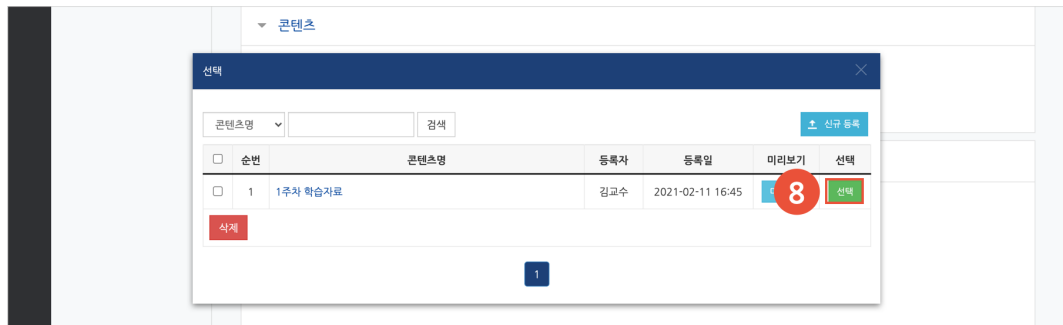 콘텐츠
선택
콘텐츠명 검색 신규 등록
순번 콘텐츠명 등록자 등록일 미리보기 선택
1 1주차 학습자료 김교수 2021-02-11 16:45 8 선택
삭제
1